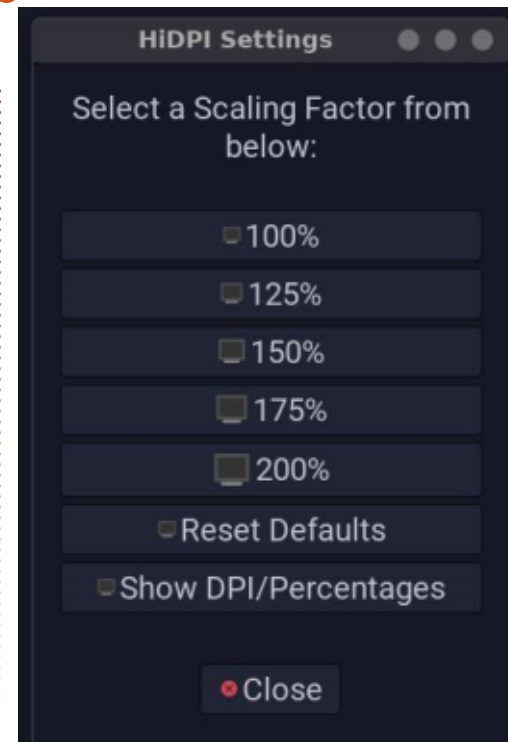 HiDPI Settings
Select a Scaling Factor from
below:
100%
125%
150%
175%
200%
Reset Defaults
Show DPI/Percentages
Close